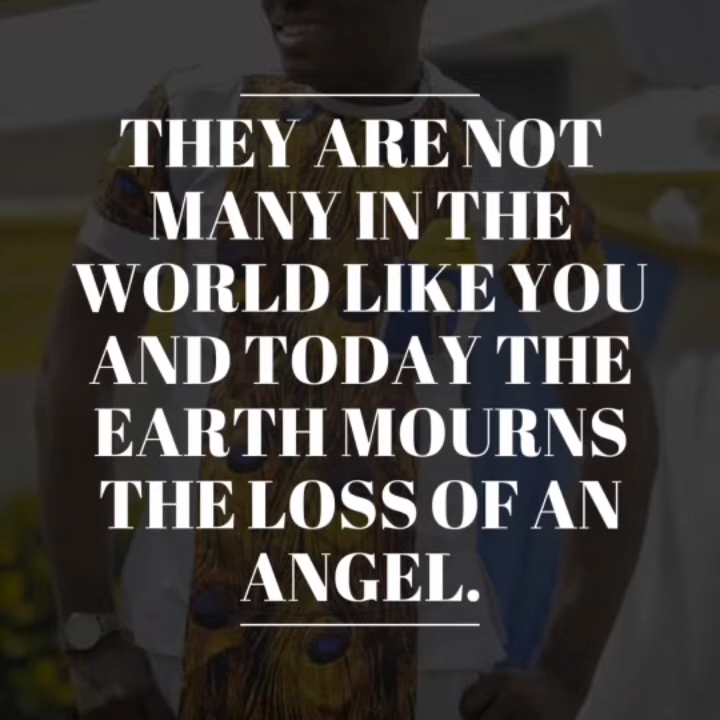 THEY ARE NOT
MANY IN THE
WORLD LIKE YOU
AND TODAY THE
EARTH MOURNS
THE LOSS OF AN
ANGEL.